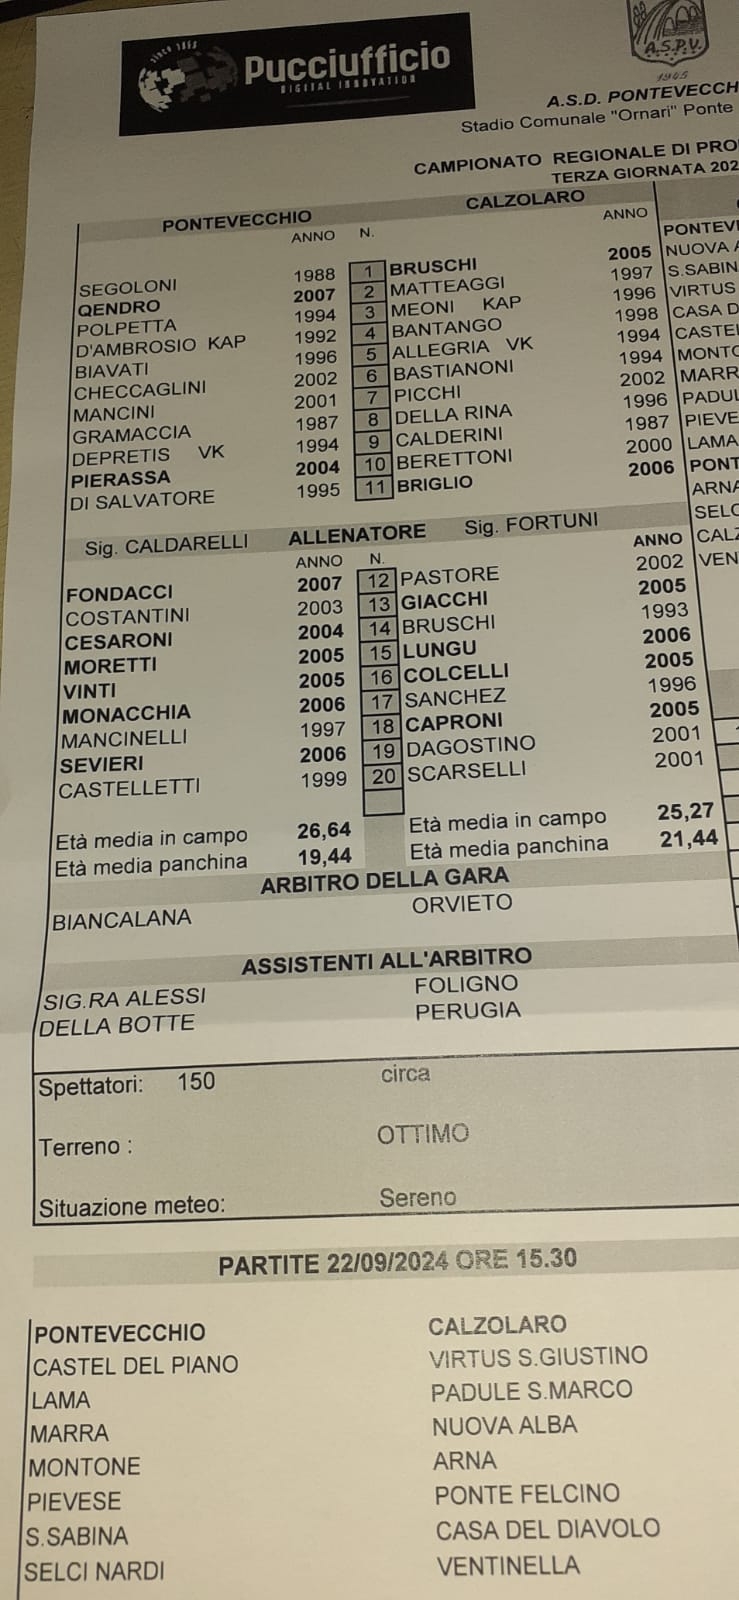 since 1965
Pucciufficio
DIGITAL INNOVATION
A.S.P.V.
1945
A.S.D. PONTEVECCH
Stadio Comunale "Ornari" Ponte
CAMPIONATO REGIONALE DI PRO
TERZA GIORNATA 202
PONTEVECCHIO CALZOLARO
ANNO N. ANNO
SEGOLONI 1988 1 BRUSCHI 2005
QENDRO 2007 2 MATTEAGGI 1997
POLPETTA 1994 3 MEONI KAP 1996
D'AMBROSIO KAP 1992 4 BANTANGO 1998
BIAVATI 1996 5 ALLEGRIA VK 1994
CHECCAGLINI 2002 6 BASTIANONI 1994
MANCINI 2001 7 PICCHI 2002
GRAMACCIA 1987 8 DELLA RINA 1996
DEPRETIS VK 1994 9 CALDERINI 1987
PIERASSA 2004 10 BERETTONI 2000
DI SALVATORE 1995 11 BRIGLIO 2006
PONTEVE
NUOVA A
S.SABIN
VIRTUS
CASA D
CASTEL
MONTO
MARR
PADUL
PIEVE
LAMA
PONT
ARNA
SELC
CALZ
VEN
Sig. CALDARELLI ALLENATORE Sig. FORTUNI
ANNO N. ANNO
FONDACCI 2007 12 PASTORE 2002
COSTANTINI 2003 13 GIACCHI 2005
CESARONI 2004 14 BRUSCHI 1993
MORETTI 2005 15 LUNGU 2006
VINTI 2005 16 COLCELLI 2005
MONACCHIA 2006 17 SANCHEZ 1996
MANCINELLI 1997 18 CAPRONI 2005
SEVIERI 2006 19 DAGOSTINO 2001
CASTELLETTI 1999 20 SCARSELLI 2001
Età media in campo 26,64 Età media in campo 25,27
Età media panchina 19,44 Età media panchina 21,44
ARBITRO DELLA GARA
BIANCALANA ORVIETO
ASSISTENTI ALL'ARBITRO
SIG.RA ALESSI FOLIGNO
DELLA BOTTE PERUGIA
Spettatori: 150 circa
Terreno : OTTIMO
Situazione meteo: Sereno
PARTITE 22/09/2024 ORE 15.30
PONTEVECCHIO CALZOLARO
CASTEL DEL PIANO VIRTUS S.GIUSTINO
LAMA PADULE S.MARCO
MARRA NUOVA ALBA
MONTONE ARNA
PIEVESE PONTE FELCINO
S.SABINA CASA DEL DIAVOLO
SELCI NARDI VENTINELLA